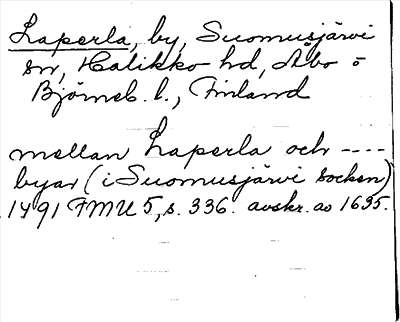 Laperla, by, Suomusjärvi
sn, Halikko hd, Åbo o
Björneb. l., Finland
mellan Laperla och ----
byar (i Suomusjärvi socken)
1491 FMU 5, s. 336. avskr. av 1635.